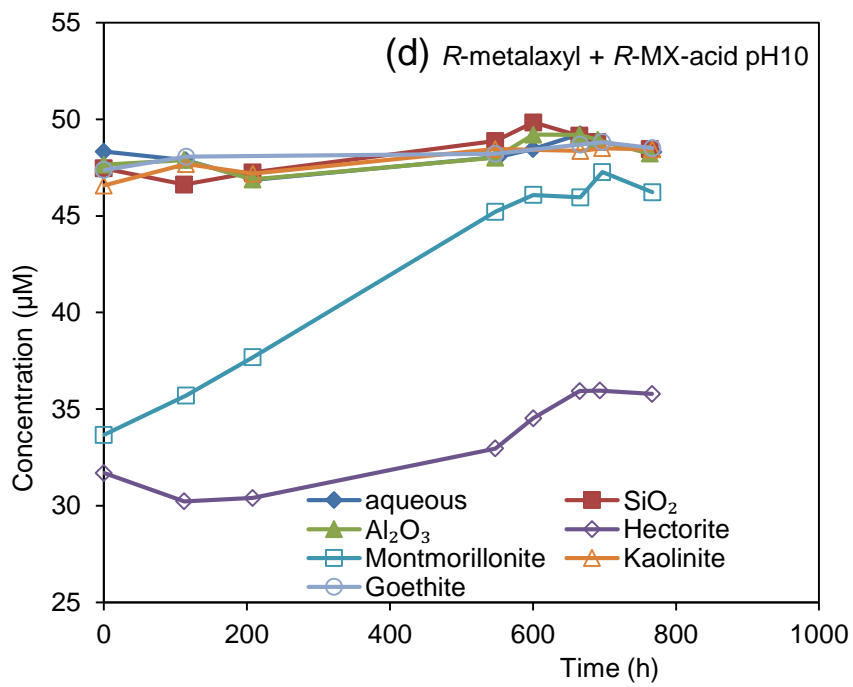 (d) R-metalaxyl + R-MX-acid pH10
55
50
45
40
35
30
25
Concentration (µM)
aqueous
SiO₂
Al₂O₃
Hectorite
Montmorillonite
Kaolinite
Goethite
0
200
400
600
800
1000
Time (h)